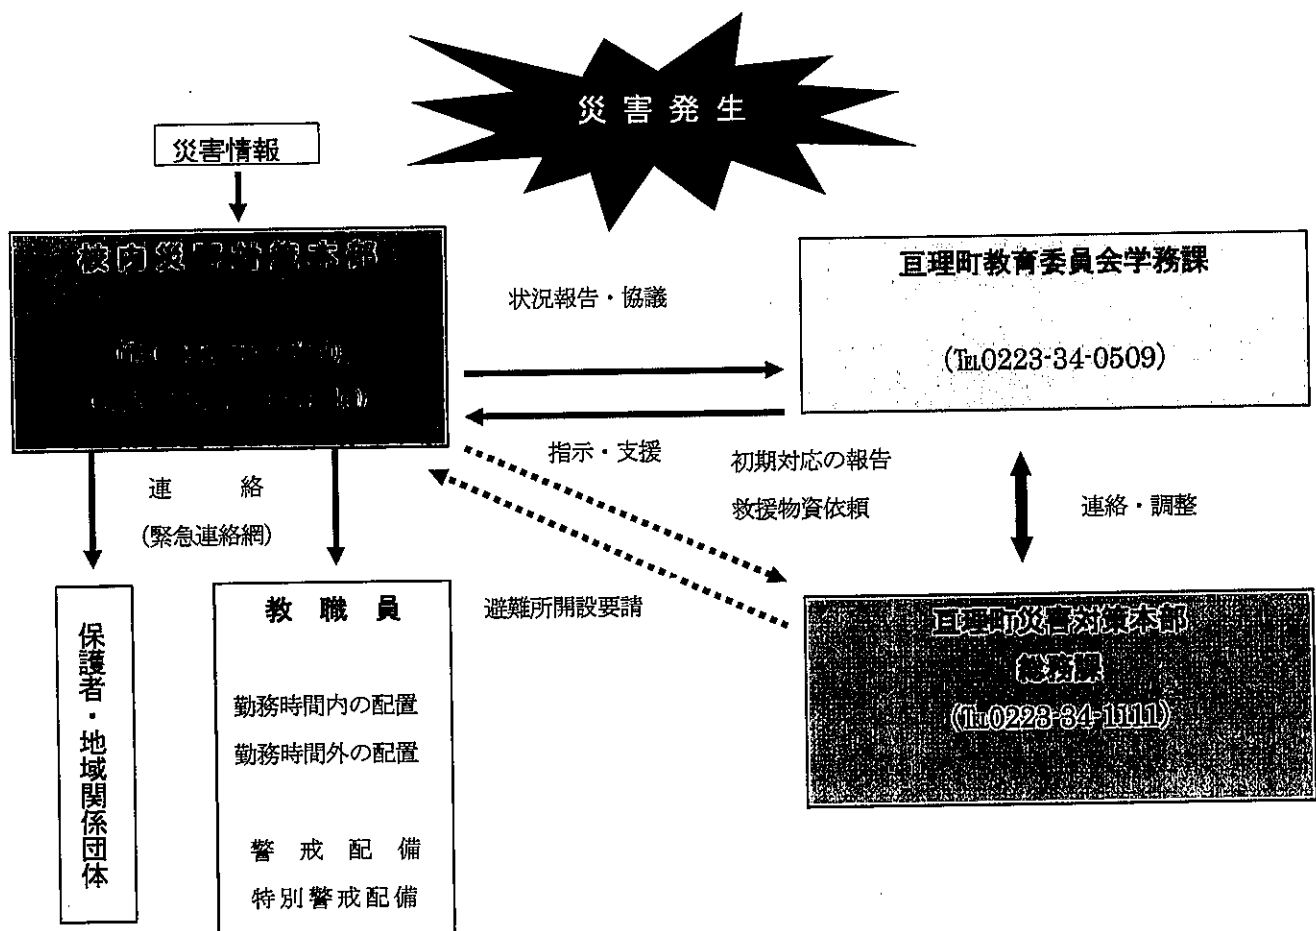 災害発生
災害情報
校内災害対策本部
亘理町教育委員会学務課
(℡0223-34-0509)
状況報告・協議
指示・支援
初期対応の報告
救援物資依頼
連絡・調整
連 絡
(緊急連絡網)
避難所開設要請
保護者・地域関係団体
教職員
勤務時間内の配置
勤務時間外の配置
警戒配備
特別警戒配備
亘理町災害対策本部
総務課
(℡0223-34-1111)